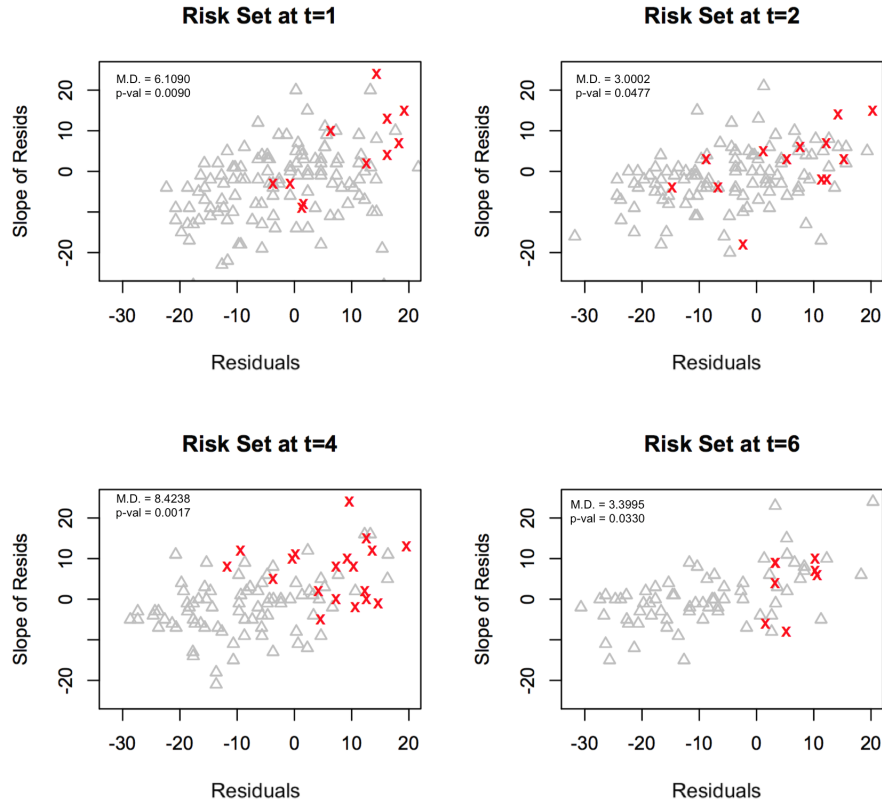 Risk Set at t=1
M.D. = 6.1090
p-val = 0.0090
Slope of Resids
20
10
0
-20
-30
-20
-10
0
10
20
Residuals
Risk Set at t=2
M.D. = 3.0002
p-val = 0.0477
Slope of Resids
20
10
0
-20
-30
-20
-10
0
10
20
Residuals
Risk Set at t=4
M.D. = 8.4238
p-val = 0.0017
Slope of Resids
20
10
0
-20
-30
-20
-10
0
10
20
Residuals
Risk Set at t=6
M.D. = 3.3995
p-val = 0.0330
Slope of Resids
20
10
0
-20
-30
-20
-10
0
10
20
Residuals